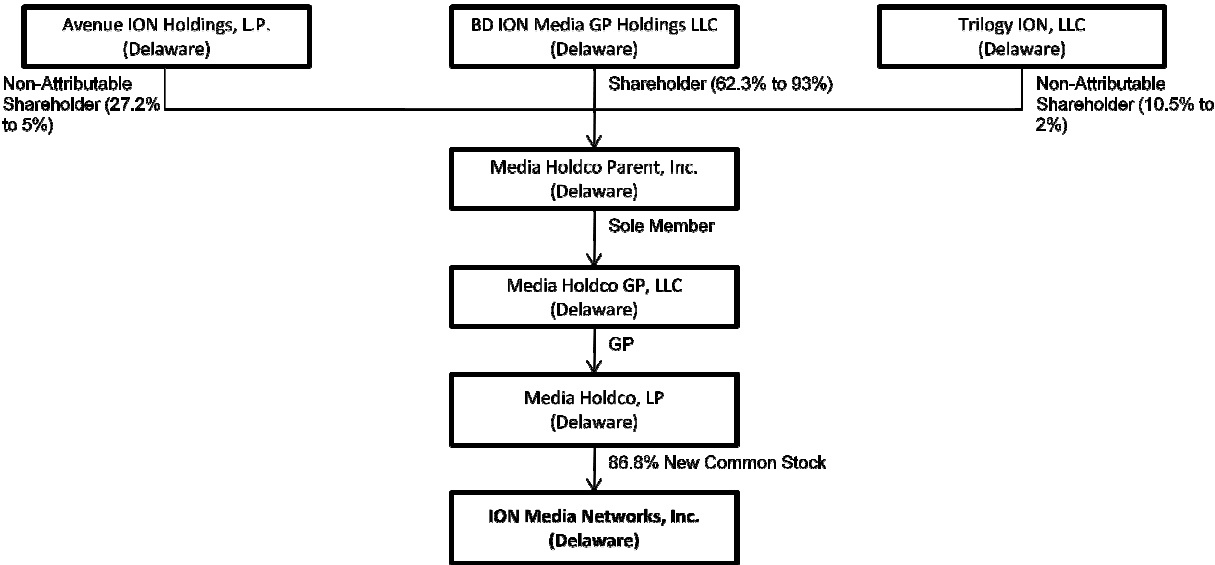 Avenue ION Holdings, L.P.
(Delaware)
BD ION Media GP Holdings LLC
(Delaware)
Trilogy ION, LLC
(Delaware)
Non-Attributable
Shareholder (27.2%
to 5%)
Shareholder (62.3% to 93%)
Non-Attributable
Shareholder (10.5% to
2%)
Media Holdco Parent, Inc.
(Delaware)
Sole Member
Media Holdco GP, LLC
(Delaware)
GP
Media Holdco, LP
(Delaware)
86.8% New Common Stock
ION Media Networks, Inc.
(Delaware)